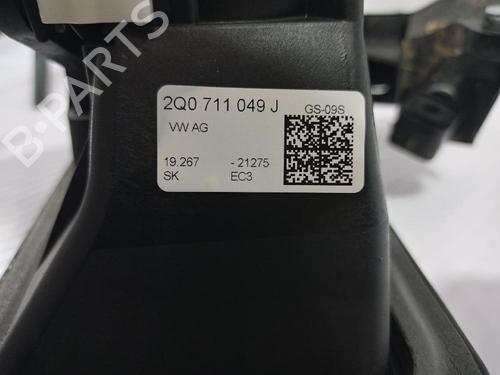 2Q0 711 049 J
GS-09S
VW AG
19.267 - 21275
SK EC3
B-PARTS